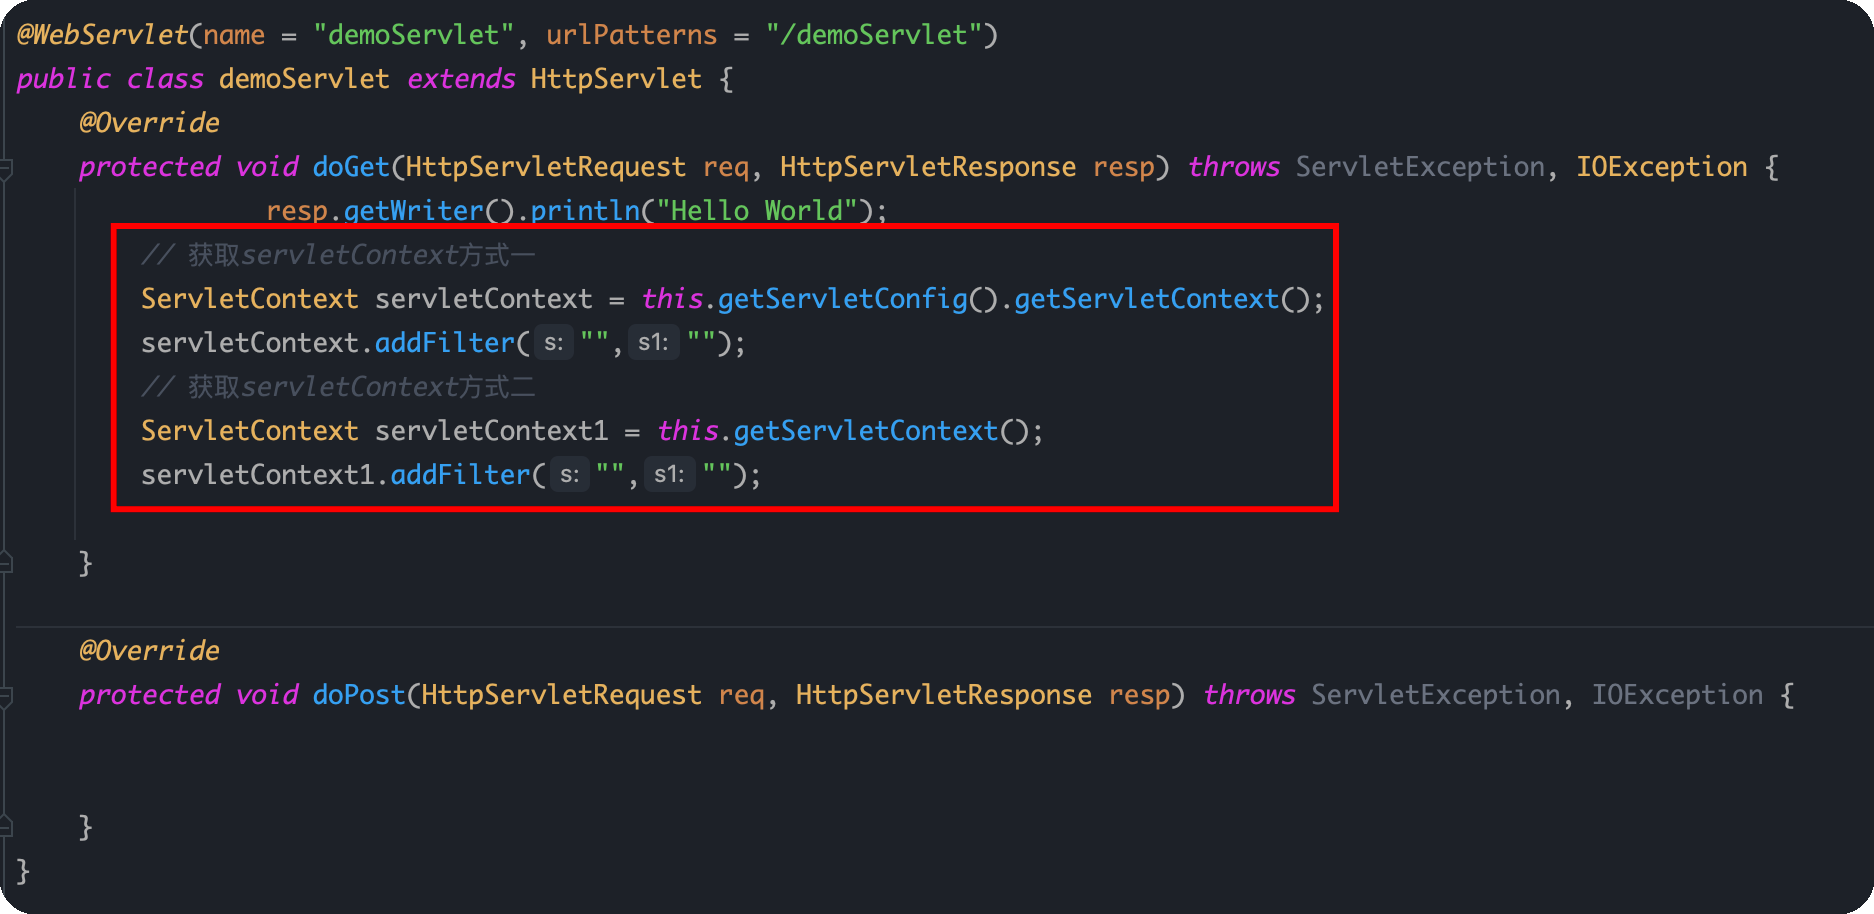 @WebServlet(name = "demoServlet", urlPatterns = "/demoServlet")
public class demoServlet extends HttpServlet {
@Override
protected void doGet(HttpServletRequest req, HttpServletResponse resp) throws ServletException, IOException {
resp.getWriter().println("Hello World");
// 获取servletContext方式一
ServletContext servletContext = this.getServletConfig().getServletContext();
servletContext.addFilter( s: "", s1: "");
// 获取servletContext方式二
ServletContext servletContext1 = this.getServletContext();
servletContext1.addFilter( s: "", s1: "");
}
@Override
protected void doPost(HttpServletRequest req, HttpServletResponse resp) throws ServletException, IOException {
}
}